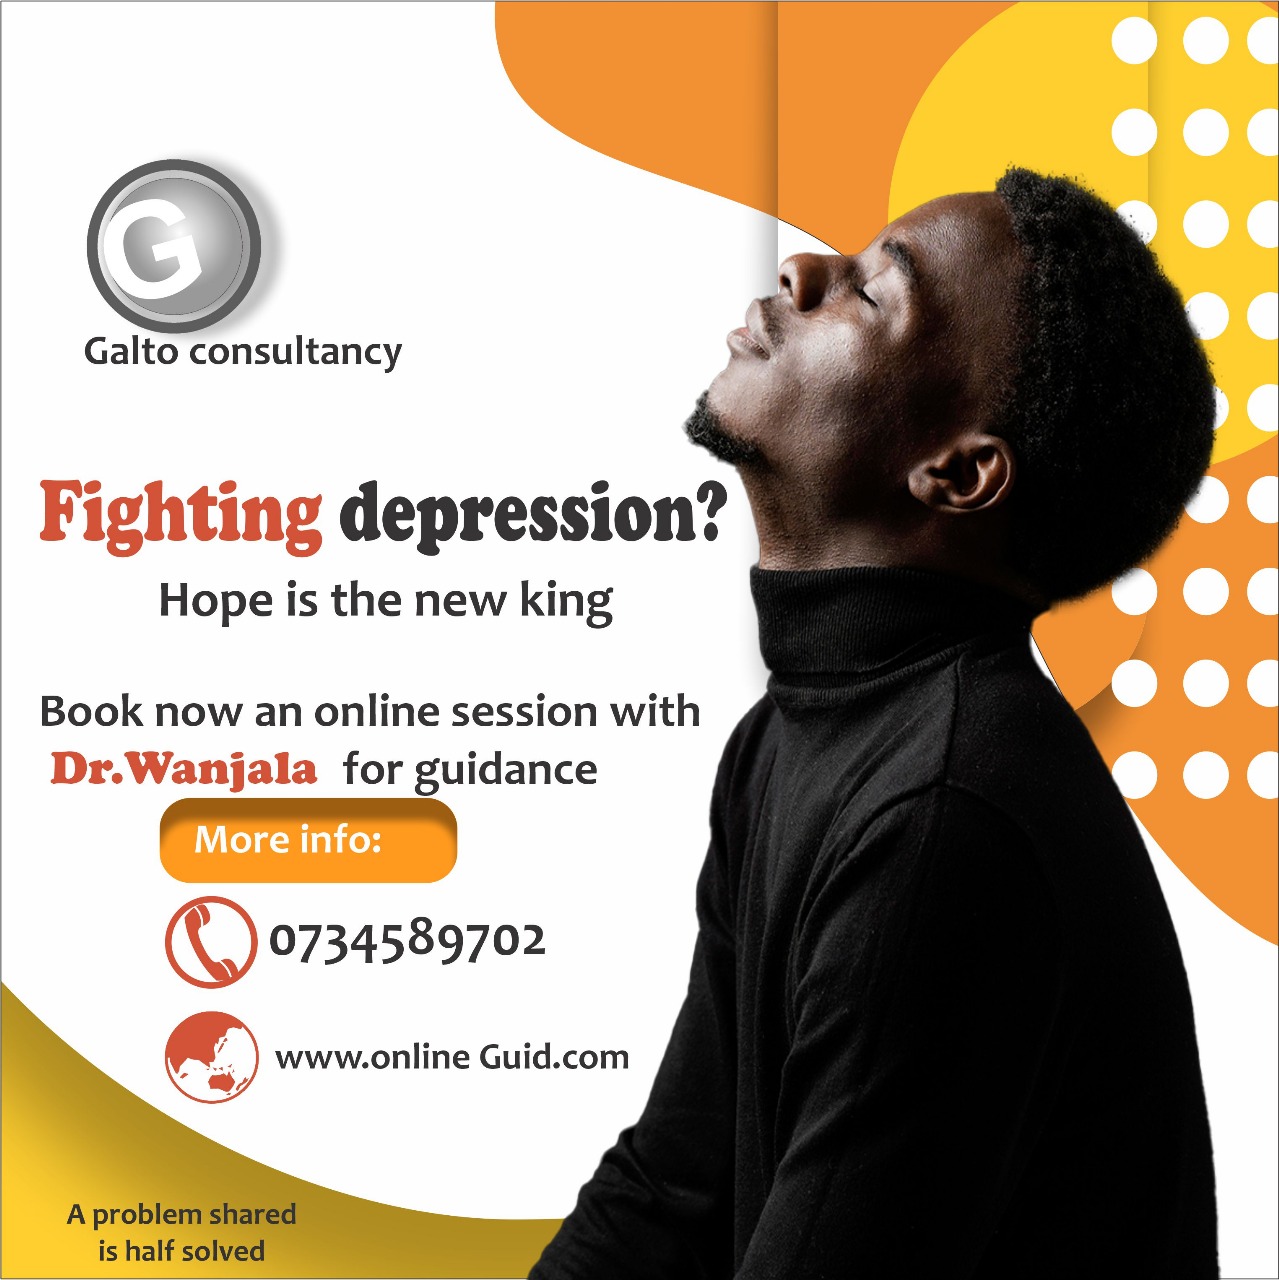 G
Galto consultancy
Fighting depression?
Hope is the new king
Book now an online session with
Dr.Wanjala for guidance
More info:
0734589702
www.online Guid.com
A problem shared
is half solved